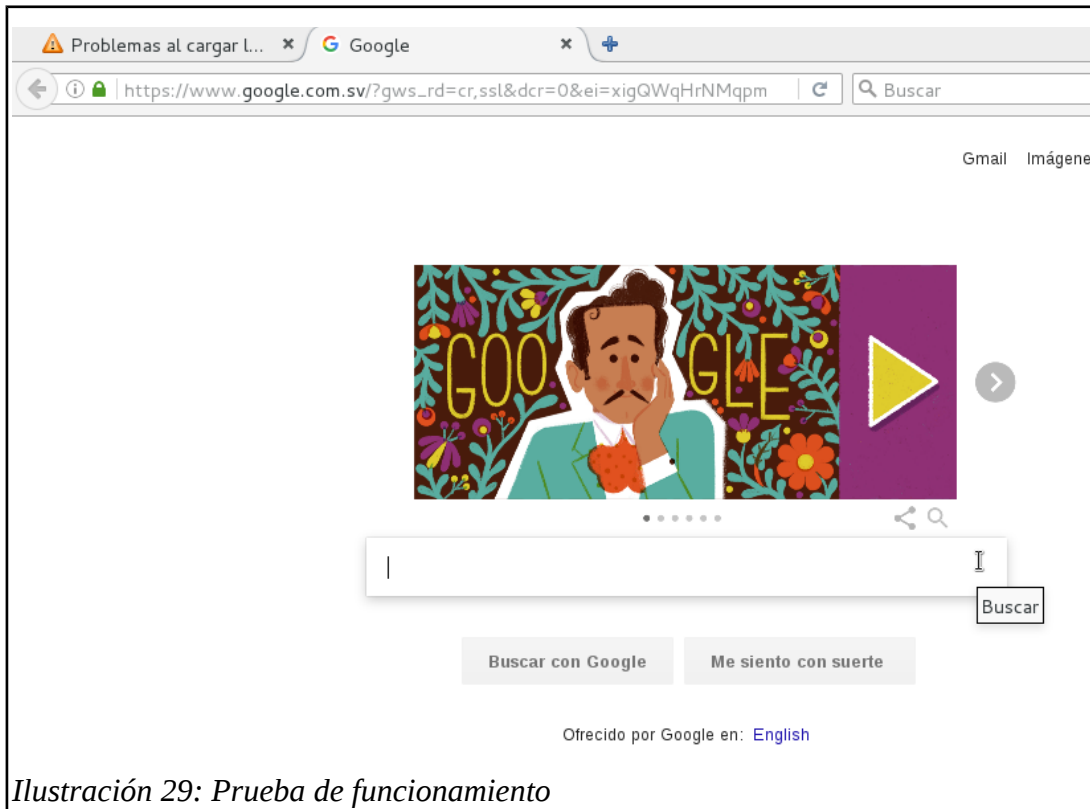 Problemas al cargar l... Google
https://www.google.com.sv/?gws_rd=cr,ssl&dcr=0&ei=xigQWqHrNMqpm Buscar
Gmail Imágene
GOO GLE
Buscar
Buscar con Google Me siento con suerte
Ofrecido por Google en: English
Ilustración 29: Prueba de funcionamiento